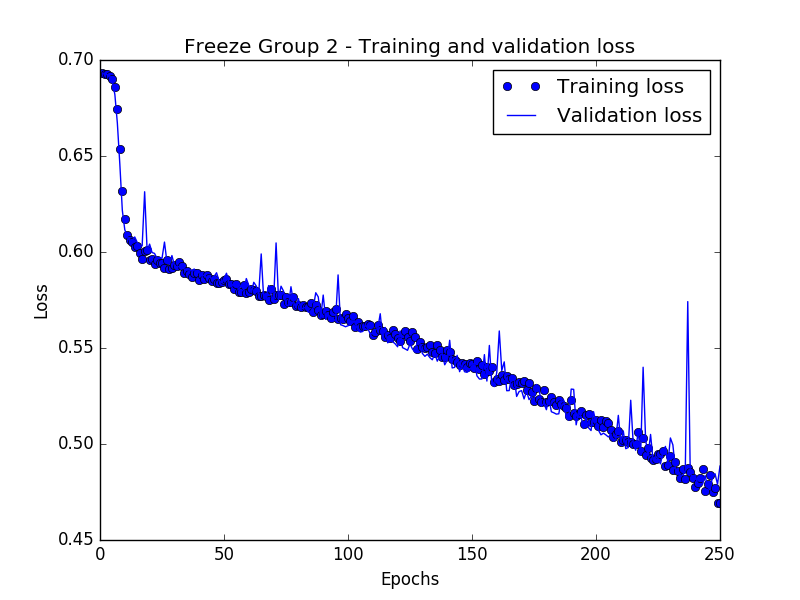 Freeze Group 2 - Training and validation loss
Training loss
Validation loss
0.70
0.65
0.60
0.55
0.50
0.45
Loss
0
50
100
150
200
250
Epochs